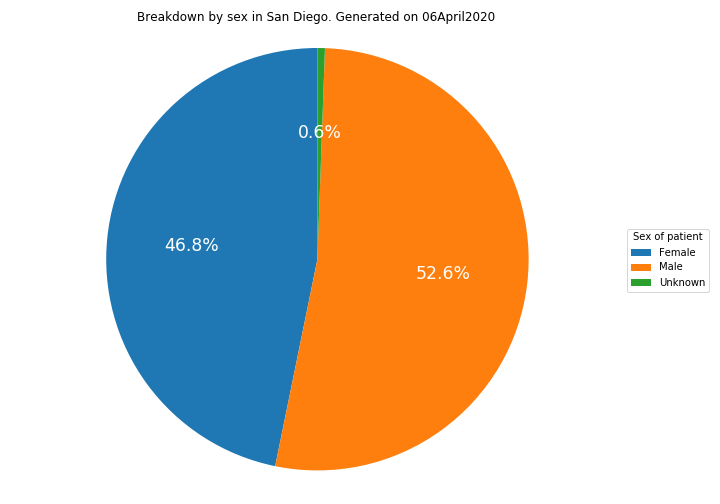 Breakdown by sex in San Diego. Generated on 06April2020
0.6%
46.8%
52.6%
Sex of patient
Female
Male
Unknown